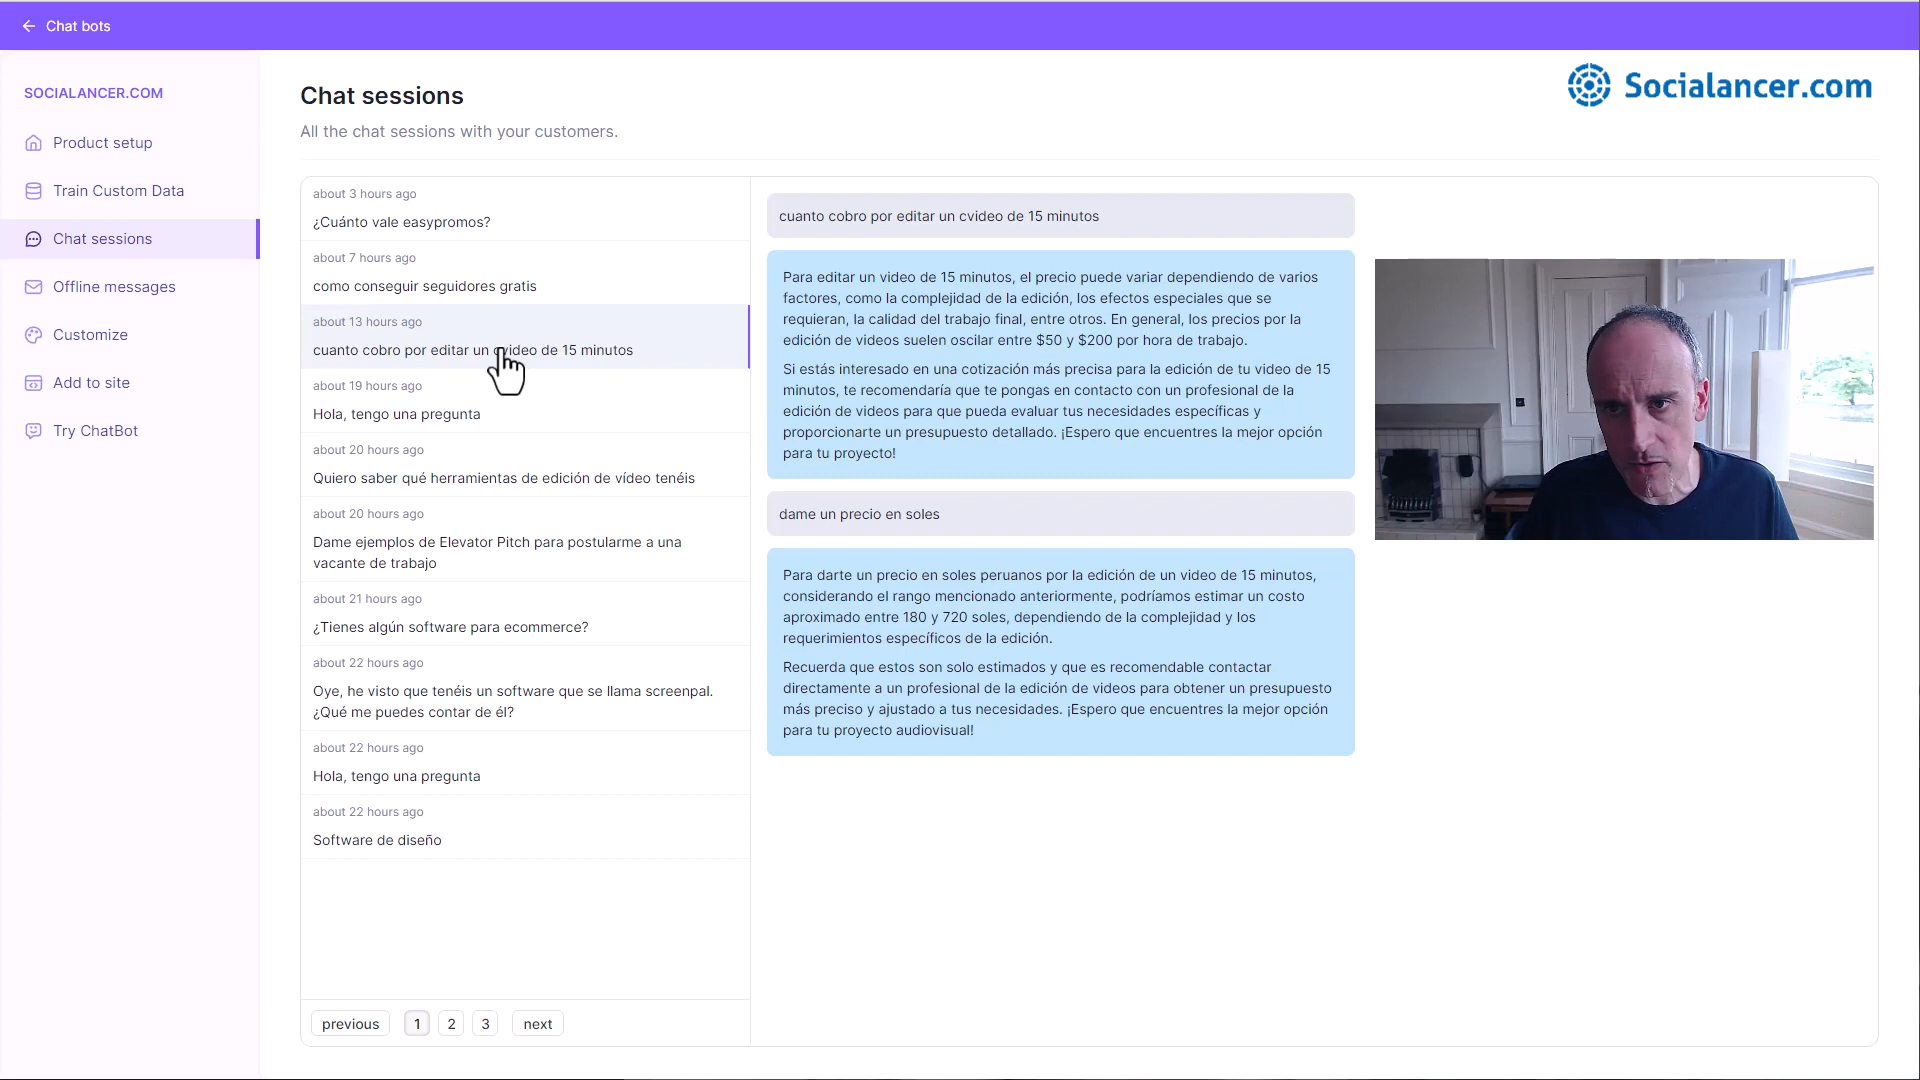 Chat bots
SOCIALANCER.COM
Product setup
Train Custom Data
Chat sessions
Offline messages
Customize
Add to site
Try ChatBot
Chat sessions
All the chat sessions with your customers.
Socialancer.com
about 3 hours ago
¿Cuánto vale easypromos?
about 7 hours ago
como conseguir seguidores gratis
about 13 hours ago
cuanto cobro por editar un cvideo de 15 minutos
about 19 hours ago
Hola, tengo una pregunta
about 20 hours ago
Quiero saber qué herramientas de edición de vídeo tenéis
about 20 hours ago
Dame ejemplos de Elevator Pitch para postularme a una
vacante de trabajo
about 21 hours ago
¿Tienes algún software para ecommerce?
about 22 hours ago
Oye, he visto que tenéis un software que se llama screenpal.
¿Qué me puedes contar de él?
about 22 hours ago
Hola, tengo una pregunta
about 22 hours ago
Software de diseño
previous 1 2 3 next
cuanto cobro por editar un cvideo de 15 minutos
Para editar un video de 15 minutos, el precio puede variar dependiendo de varios
factores, como la complejidad de la edición, los efectos especiales que se
requieran, la calidad del trabajo final, entre otros. En general, los precios por la
edición de videos suelen oscilar entre $50 y $200 por hora de trabajo.
Si estás interesado en una cotización más precisa para la edición de tu video de 15
minutos, te recomendaría que te pongas en contacto con un profesional de la
edición de videos para que pueda evaluar tus necesidades específicas y
proporcionarte un presupuesto detallado. ¡Espero que encuentres la mejor opción
para tu proyecto!
dame un precio en soles
Para darte un precio en soles peruanos por la edición de un video de 15 minutos,
considerando el rango mencionado anteriormente, podríamos estimar un costo
aproximado entre 180 y 720 soles, dependiendo de la complejidad y los
requerimientos específicos de la edición.
Recuerda que estos son solo estimados y que es recomendable contactar
directamente a un profesional de la edición de videos para obtener un presupuesto
más preciso y ajustado a tus necesidades. ¡Espero que encuentres la mejor opción
para tu proyecto audiovisual!